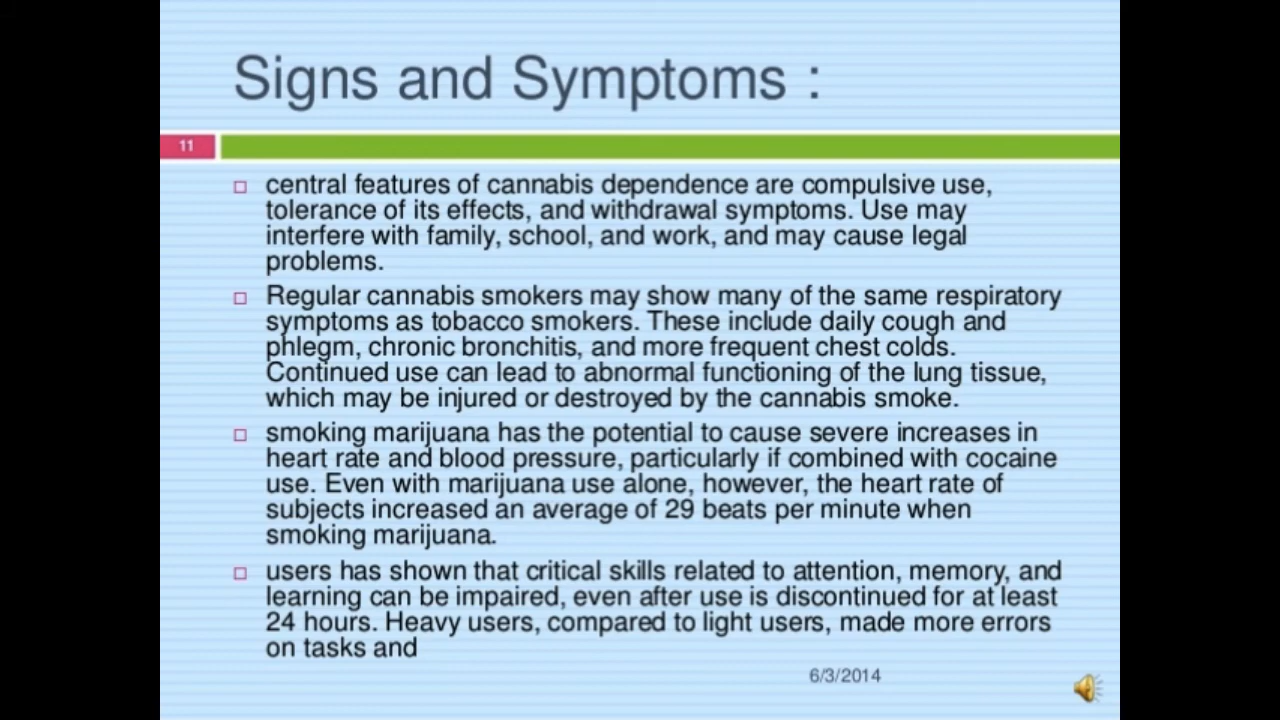 Signs and Symptoms :
11
central features of cannabis dependence are compulsive use,
tolerance of its effects, and withdrawal symptoms. Use may
interfere with family, school, and work, and may cause legal
problems.
Regular cannabis smokers may show many of the same respiratory
symptoms as tobacco smokers. These include daily cough and
phlegm, chronic bronchitis, and more frequent chest colds.
Continued use can lead to abnormal functioning of the lung tissue,
which may be injured or destroyed by the cannabis smoke.
smoking marijuana has the potential to cause severe increases in
heart rate and blood pressure, particularly if combined with cocaine
use. Even with marijuana use alone, however, the heart rate of
subjects increased an average of 29 beats per minute when
smoking marijuana.
users has shown that critical skills related to attention, memory, and
learning can be impaired, even after use is discontinued for at least
24 hours. Heavy users, compared to light users, made more errors
on tasks and
6/3/2014